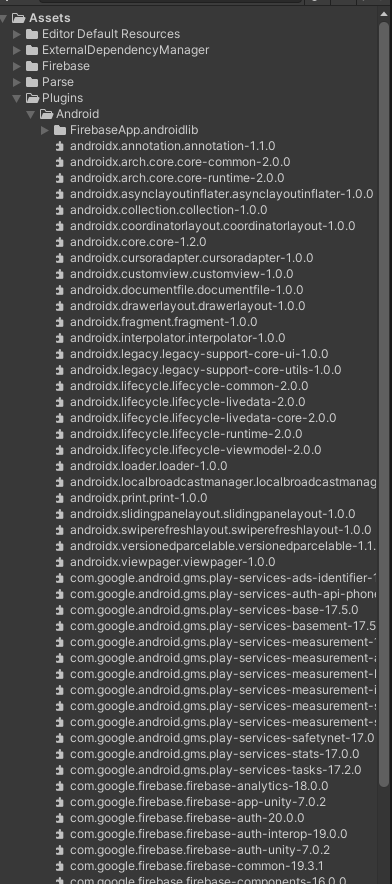 Assets
Editor Default Resources
ExternalDependencyManager
Firebase
Parse
Plugins
Android
FirebaseApp.androidlib
androidx.annotation.annotation-1.1.0
androidx.arch.core.core-common-2.0.0
androidx.arch.core.core-runtime-2.0.0
androidx.asynclayoutinflater.asynclayoutinflater-1.0.0
androidx.collection.collection-1.0.0
androidx.coordinatorlayout.coordinatorlayout-1.0.0
androidx.core.core-1.2.0
androidx.cursoradapter.cursoradapter-1.0.0
androidx.customview.customview-1.0.0
androidx.documentfile.documentfile-1.0.0
androidx.drawerlayout.drawerlayout-1.0.0
androidx.fragment.fragment-1.0.0
androidx.interpolator.interpolator-1.0.0
androidx.legacy.legacy-support-core-ui-1.0.0
androidx.legacy.legacy-support-core-utils-1.0.0
androidx.lifecycle.lifecycle-common-2.0.0
androidx.lifecycle.lifecycle-livedata-2.0.0
androidx.lifecycle.lifecycle-livedata-core-2.0.0
androidx.lifecycle.lifecycle-runtime-2.0.0
androidx.lifecycle.lifecycle-viewmodel-2.0.0
androidx.loader.loader-1.0.0
androidx.localbroadcastmanager.localbroadcastmanag
androidx.print.print-1.0.0
androidx.slidingpanelayout.slidingpanelayout-1.0.0
androidx.swiperefreshlayout.swiperefreshlayout-1.0.0
androidx.versionedparcelable.versionedparcelable-1.1.
androidx.viewpager.viewpager-1.0.0
com.google.android.gms.play-services-ads-identifier-1
com.google.android.gms.play-services-auth-api-phon
com.google.android.gms.play-services-base-17.5.0
com.google.android.gms.play-services-basement-17.5
com.google.android.gms.play-services-measurement-1
com.google.android.gms.play-services-measurement-a
com.google.android.gms.play-services-measurement-b
com.google.android.gms.play-services-measurement-i
com.google.android.gms.play-services-measurement-s
com.google.android.gms.play-services-measurement-s
com.google.android.gms.play-services-safetynet-17.0
com.google.android.gms.play-services-stats-17.0.0
com.google.android.gms.play-services-tasks-17.2.0
com.google.firebase.firebase-analytics-18.0.0
com.google.firebase.firebase-app-unity-7.0.2
com.google.firebase.firebase-auth-20.0.0
com.google.firebase.firebase-auth-interop-19.0.0
com.google.firebase.firebase-auth-unity-7.0.2
com.google.firebase.firebase-common-19.3.1
com.google.firebase.firebase-components-16.0.0